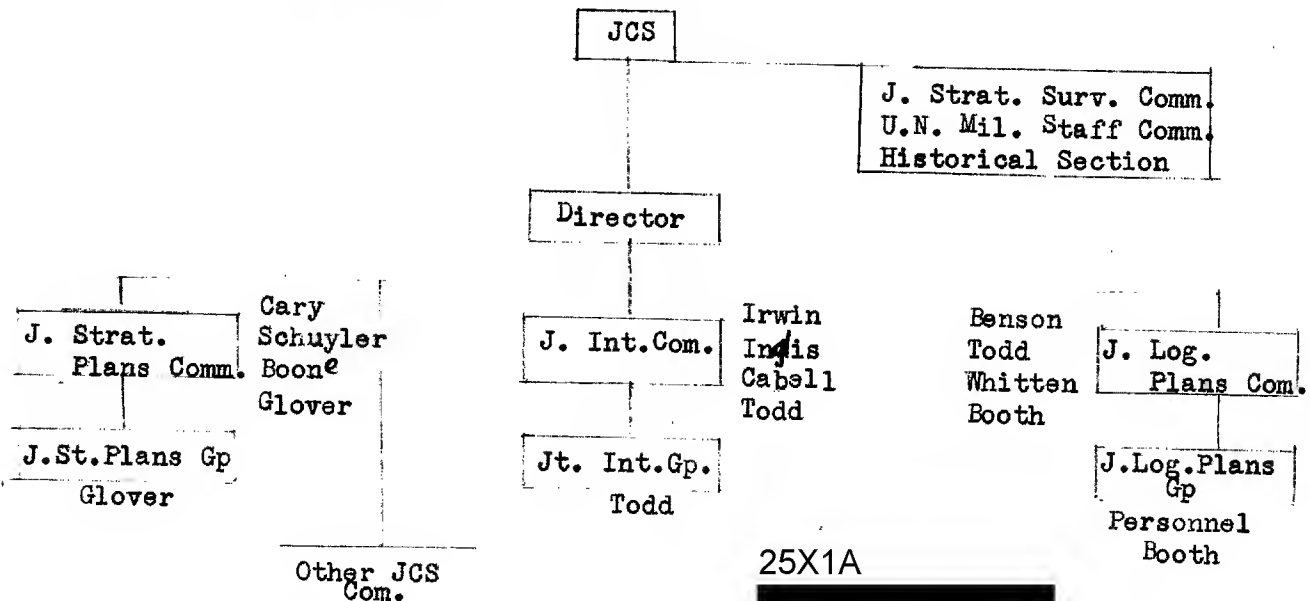 JCS
J. Strat. Surv. Comm.
U.N. Mil. Staff Comm.
Historical Section
Director
J. Strat.
Plans Comm.
Cary
Schuyler
Boone
Glover
J. Int.Com.
Irwin
Cabell
Todd
Benson
Todd
Whitten
Booth
J. Log.
Plans Com.
J.St.Plans Gp
Glover
Jt. Int.Gp.
Todd
J.Log.Plans
Gp
Personnel
Booth
Other JCS
Com.
25X1A